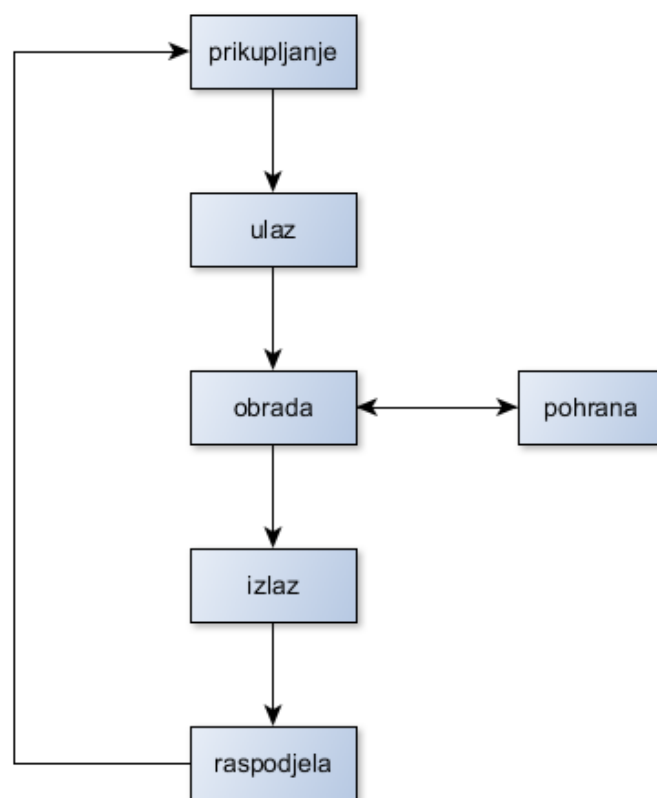 prikupljanje
ulaz
obrada
pohrana
izlaz
raspodjela